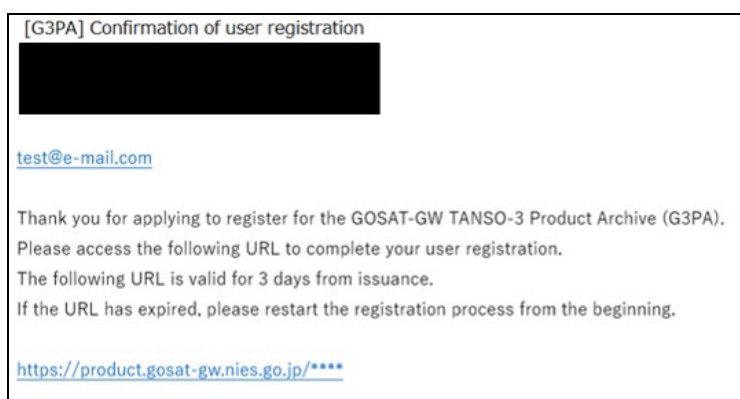 [G3PA] Confirmation of user registration
test@e-mail.com
Thank you for applying to register for the GOSAT-GW TANSO-3 Product Archive (G3PA).
Please access the following URL to complete your user registration.
The following URL is valid for 3 days from issuance.
If the URL has expired, please restart the registration process from the beginning.
https://product.gosat-gw.nies.go.jp/****